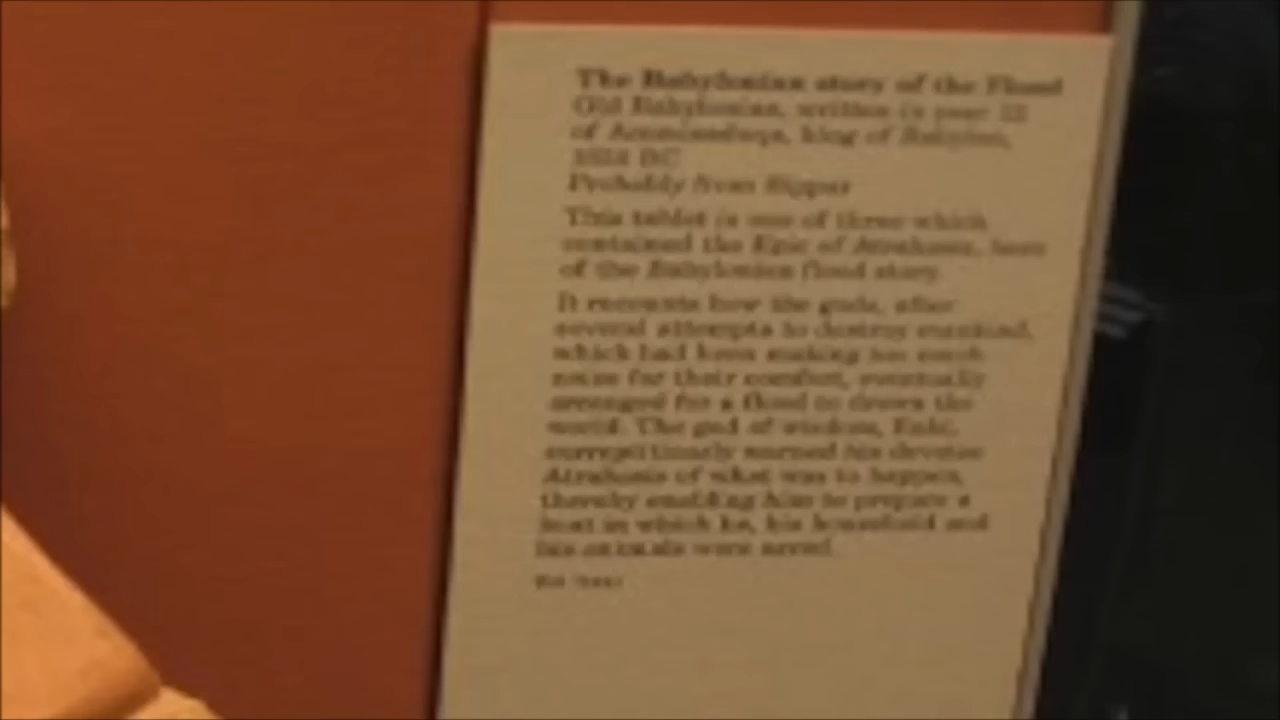 The Babylonian story of the Flood
Old Babylonian, written in year 12
of Ammisaduqa, king of Babylon,
BC
Probably from Sippar
This tablet is one of three which
contained the Epic of Atrahasis, hero
of the Babylonian flood story.
It recounts how the gods, after
several attempts to destroy mankind,
which had been making too much
noise for their comfort, eventually
arranged for a flood to drown the
world. The god of wisdom, Enki,
surreptitiously warned his devotee
Atrahasis of what was to happen,
thereby enabling him to prepare a
boat in which he, his household and
his animals were saved.